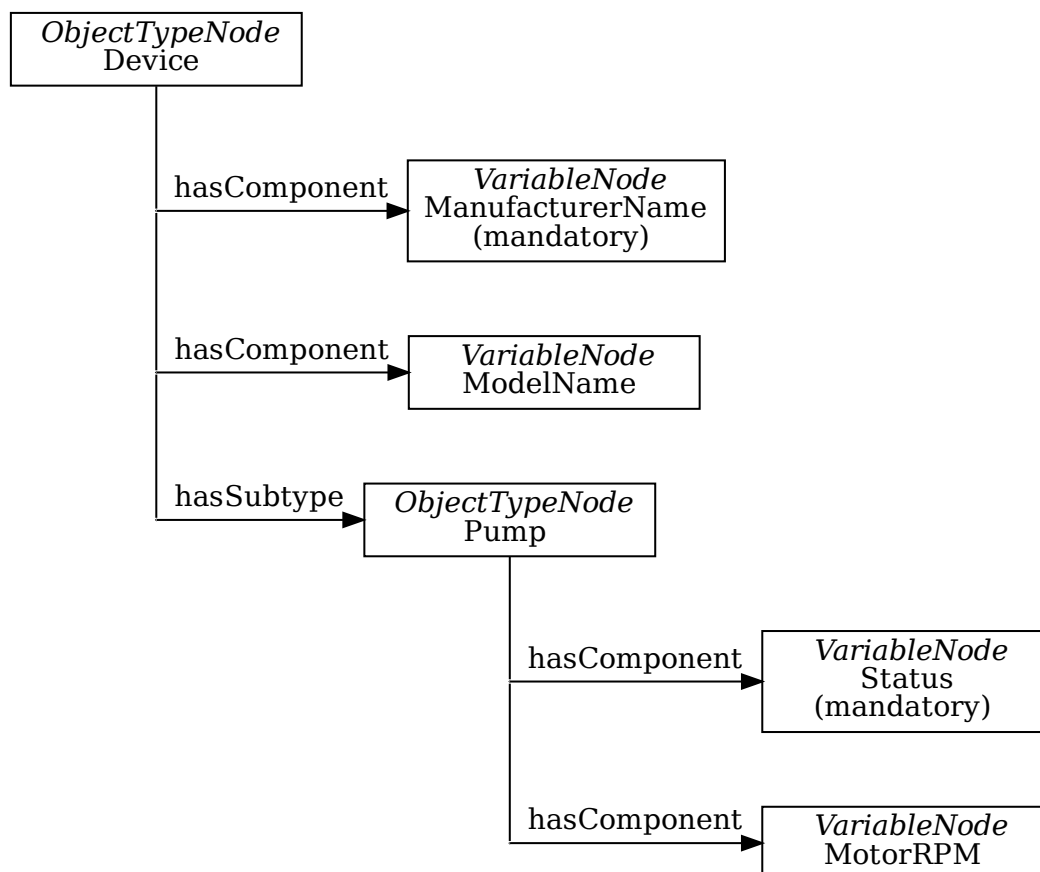 ObjectTypeNode
Device
hasComponent
VariableNode
ManufacturerName
(mandatory)
hasComponent
VariableNode
ModelName
hasSubtype
ObjectTypeNode
Pump
hasComponent
VariableNode
Status
(mandatory)
hasComponent
VariableNode
MotorRPM